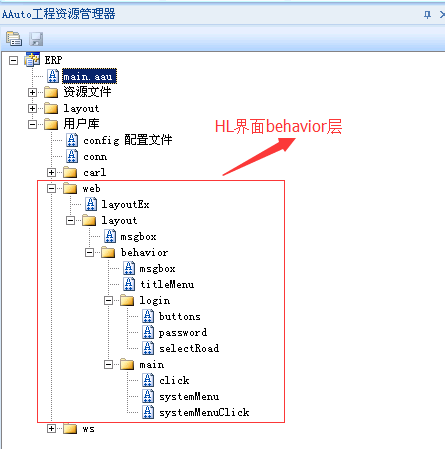 AAuto工程资源管理器
ERP
main.aau
资源文件
layout
用户库
config 配置文件
HL界面behavior层
conn
carl
web
layoutEx
layout
msgbox
behavior
msgbox
titleMenu
login
buttons
password
selectRoad
main
click
systemMenu
systemMenuClick
ws